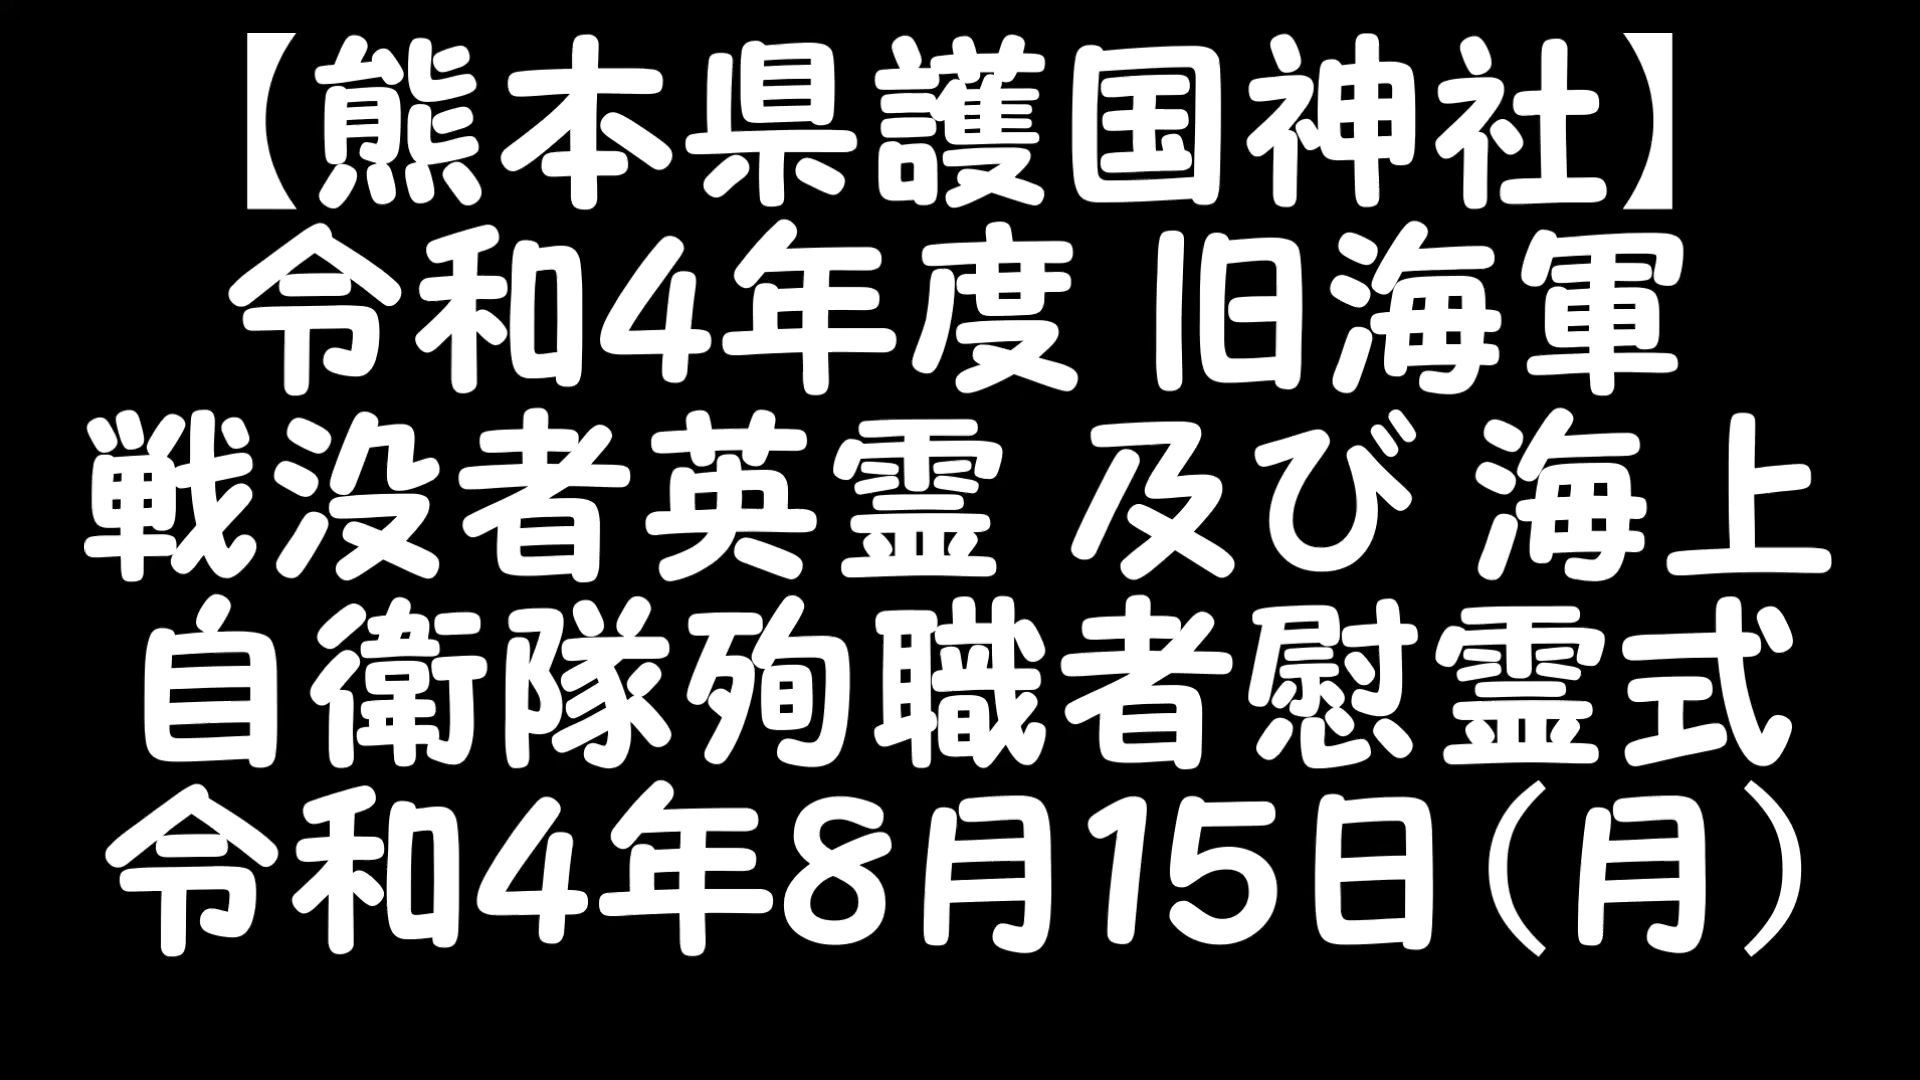 【熊本県護国神社】
令和4年度 旧海軍
戦没者英霊 及び 海上
自衛隊殉職者慰霊式
令和4年8月15日(月)